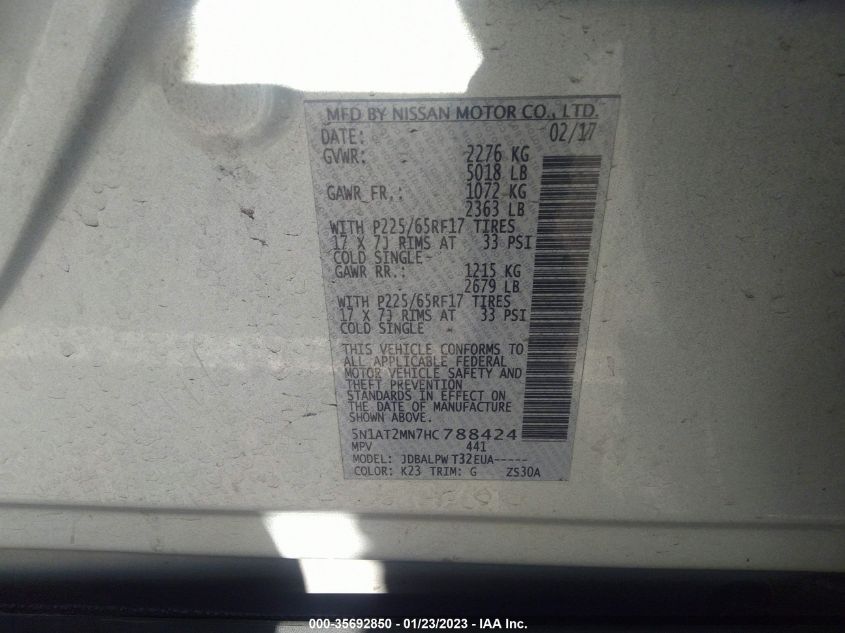 MFD BY NISSAN MOTOR CO., LTD.
DATE: 02/17
GVWR: 2276 KG
5018 LB
GAWR FR.: 1072 KG
2363 LB
WITH P225/65RF17 TIRES
17 X 7J RIMS AT 33 PSI
COLD SINGLE
GAWR RR.: 1215 KG
2679 LB
WITH P225/65RF17 TIRES
17 X 7J RIMS AT 33 PSI
COLD SINGLE
THIS VEHICLE CONFORMS TO
ALL APPLICABLE FEDERAL
MOTOR VEHICLE SAFETY AND
THEFT PREVENTION
STANDARDS IN EFFECT ON
THE DATE OF MANUFACTURE
SHOWN ABOVE.
5N1AT2MN7HC788424
MPV 441
MODEL: JDBALPW T32EUA-----
COLOR: K23 TRIM: G ZS30A
000-35692850 - 01/23/2023 - IAA Inc.